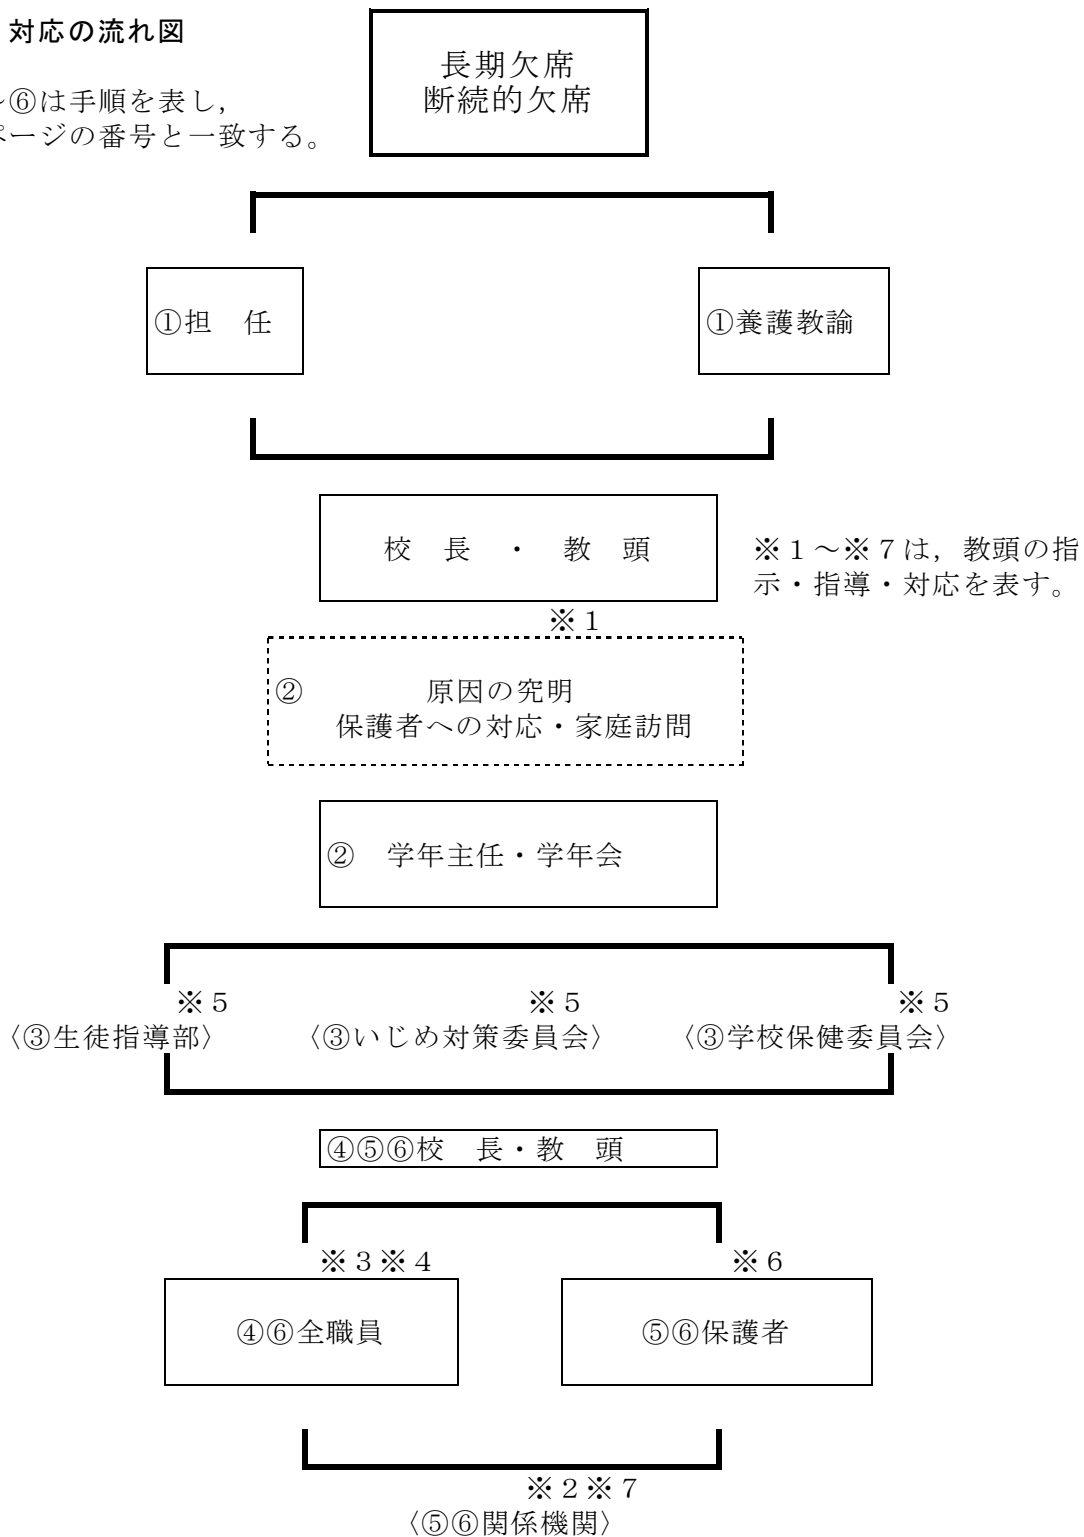 対応の流れ図
長期欠席
断続的欠席
～⑥は手順を表し，
ページの番号と一致する。
①担　任
①養護教諭
校　長　・　教　頭
※１～※７は，教頭の指
示・指導・対応を表す。
※１
②　原因の究明
保護者への対応・家庭訪問
②　学年主任・学年会
※５　※５　※５
〈③生徒指導部〉　〈③いじめ対策委員会〉　〈③学校保健委員会〉
④⑤⑥校　長・教　頭
※３※４　※６
④⑥全職員
⑤⑥保護者
※２※７
〈⑤⑥関係機関〉